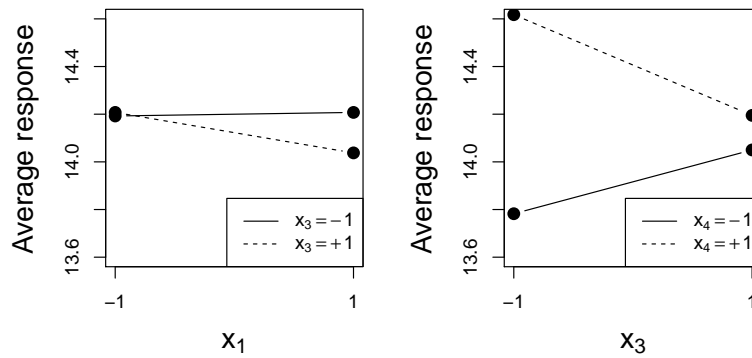 Average response
14.4
14.0
13.6
x₃ = −1
x₃ = +1
−1
1
x₁
Average response
14.4
14.0
13.6
x₄ = −1
x₄ = +1
−1
1
x₃